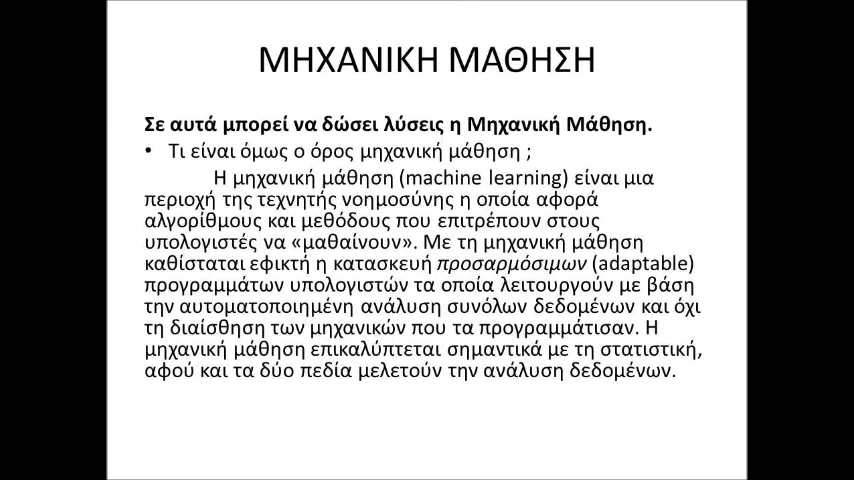 ΜΗΧΑΝΙΚΗ ΜΑΘΗΣΗ
Σε αυτά μπορεί να δώσει λύσεις η Μηχανική Μάθηση.
• Τι είναι όμως ο όρος μηχανική μάθηση ;
Η μηχανική μάθηση (machine learning) είναι μια
περιοχή της τεχνητής νοημοσύνης η οποία αφορά
αλγορίθμους και μεθόδους που επιτρέπουν στους
υπολογιστές να «μαθαίνουν». Με τη μηχανική μάθηση
καθίσταται εφικτή η κατασκευή προσαρμόσιμων (adaptable)
προγραμμάτων υπολογιστών τα οποία λειτουργούν με βάση
την αυτοματοποιημένη ανάλυση συνόλων δεδομένων και όχι
τη διαίσθηση των μηχανικών που τα προγραμμάτισαν. Η
μηχανική μάθηση επικαλύπτεται σημαντικά με τη στατιστική,
αφού και τα δύο πεδία μελετούν την ανάλυση δεδομένων.